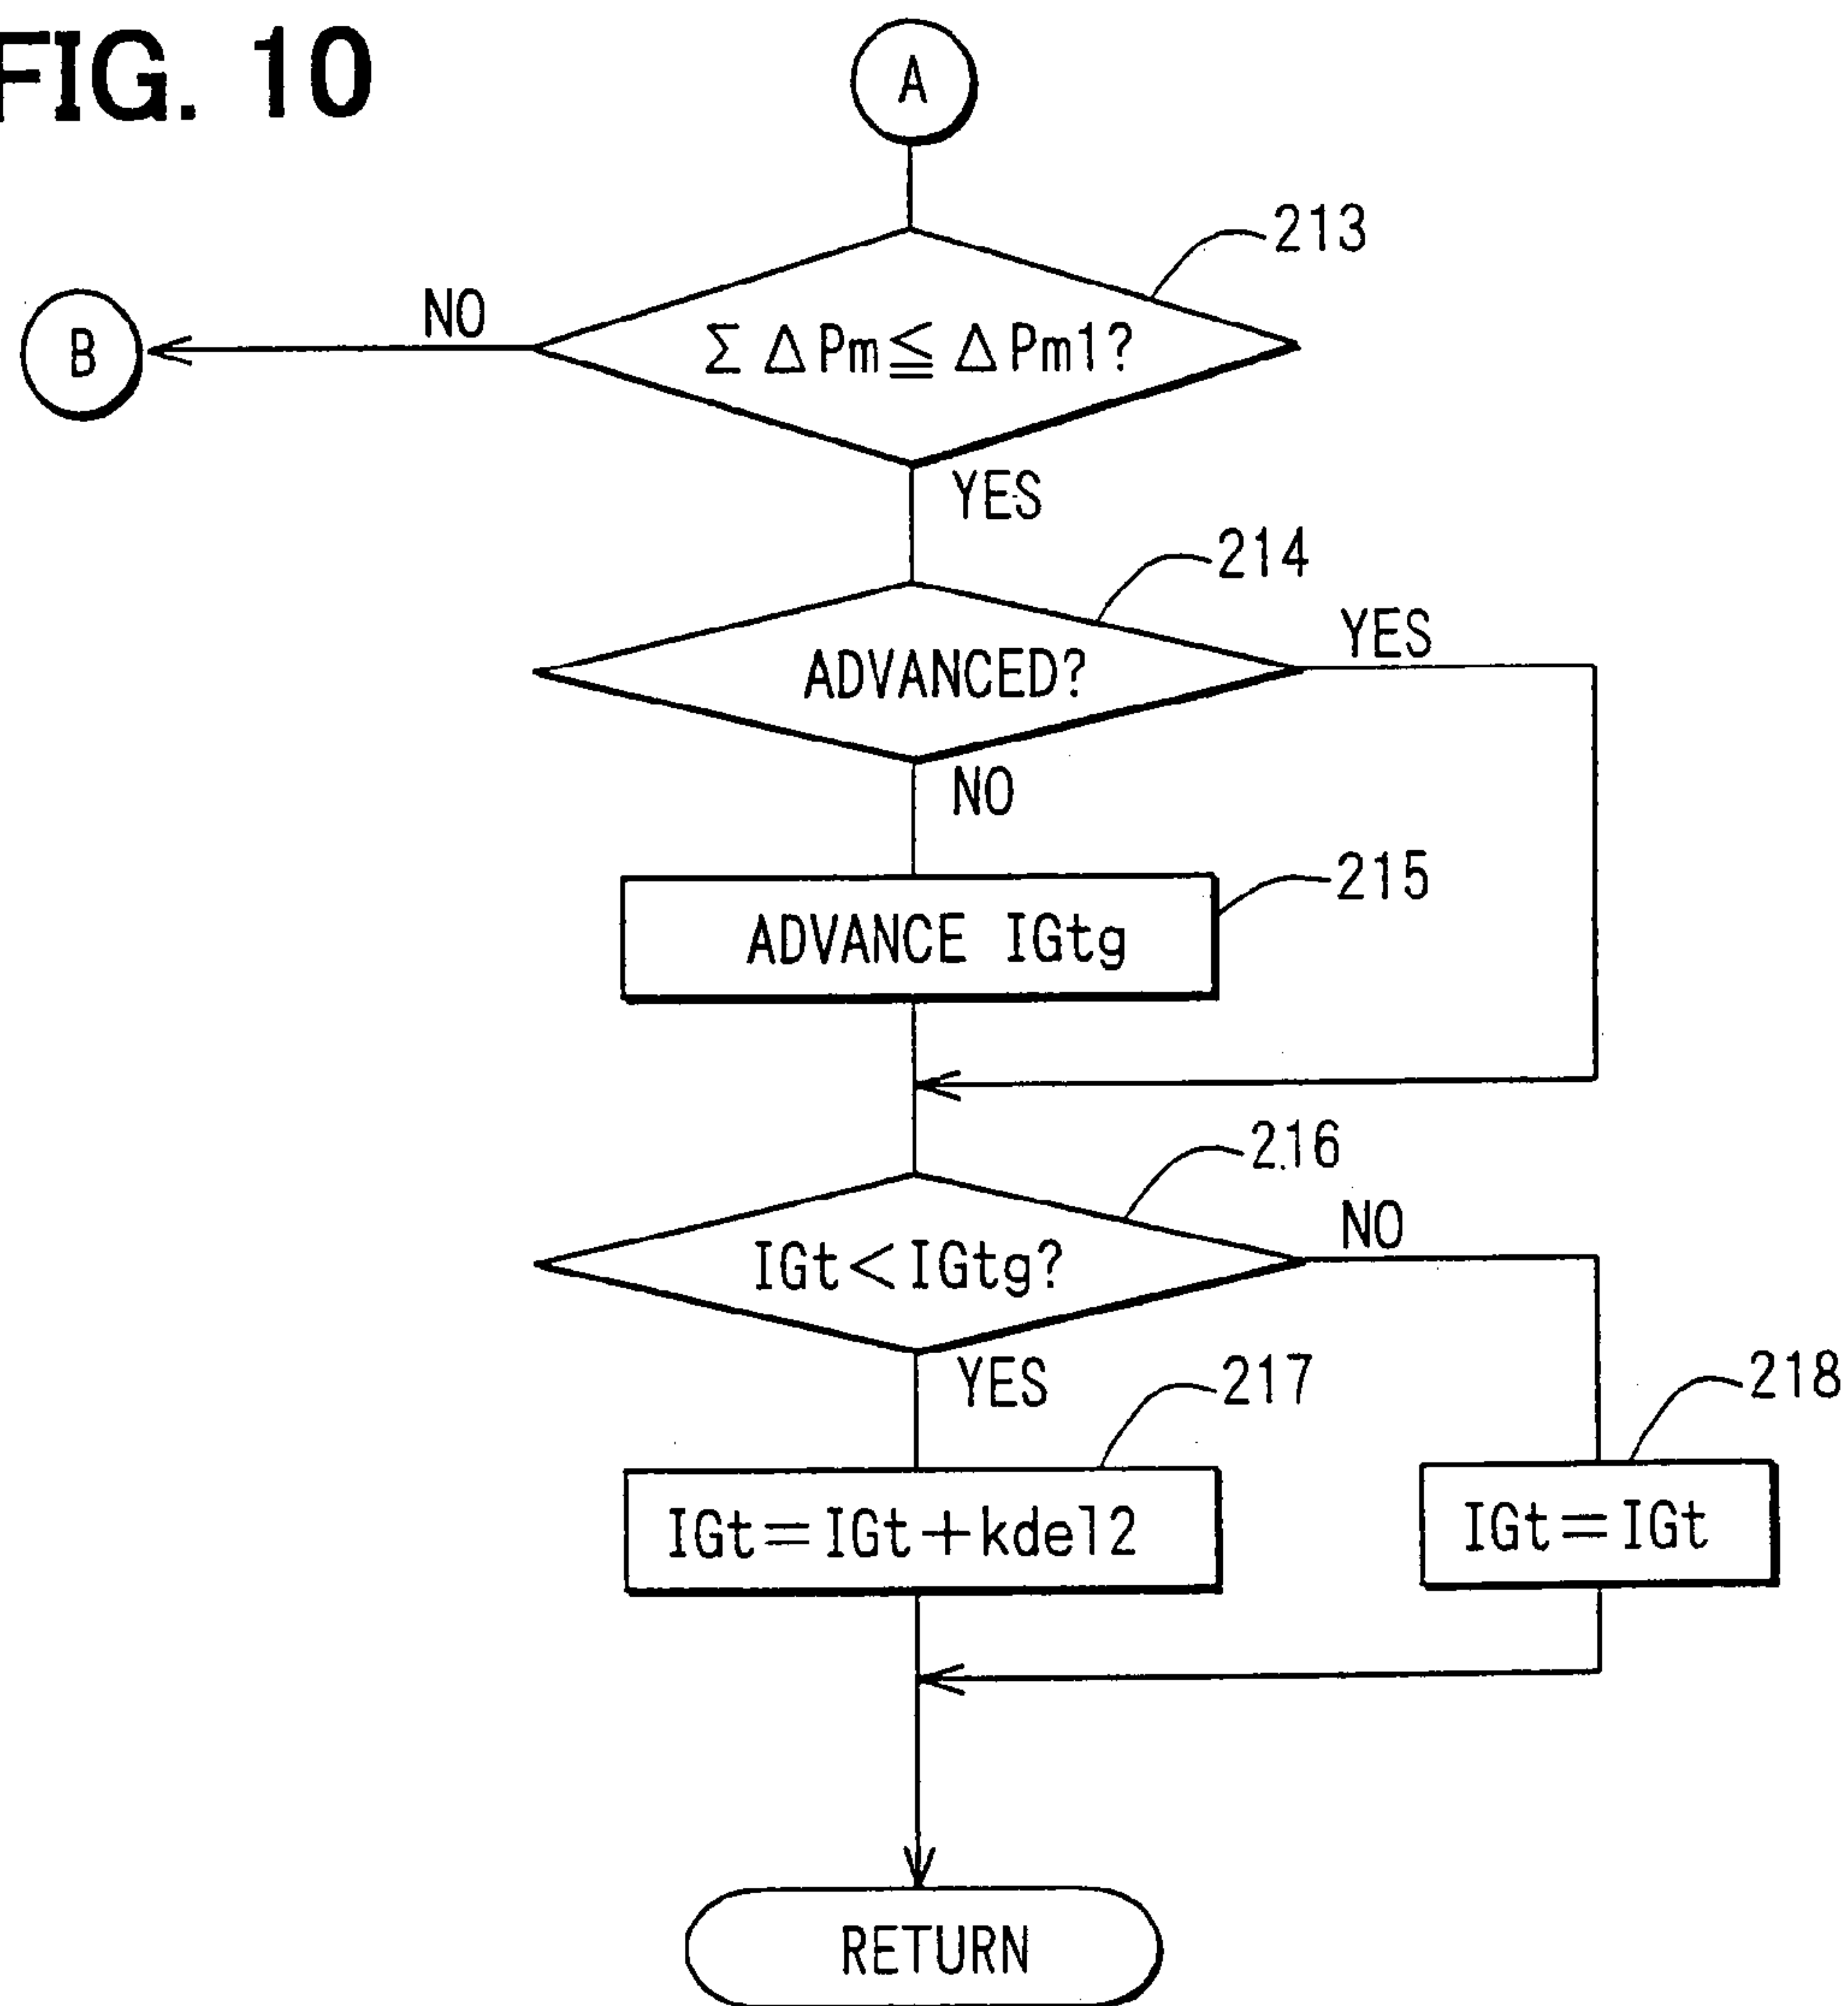 FIG. 10
A
213
NO
B
Σ ΔPm≦ΔPm1?
YES
214
YES
ADVANCED?
NO
215
ADVANCE IGtg
216
NO
IGt<IGtg?
YES
217
218
IGt=IGt+kdel2
IGt=IGt
RETURN